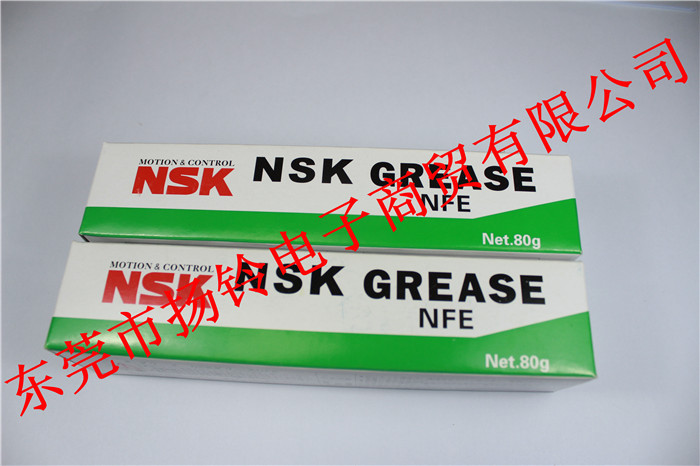 MOTION & CONTROL
NSK NSK GREASE
NFE
Net.80g
MOTION & CONTROL
NSK NSK GREASE
NFE
Net.80g
东莞市扬铃电子商贸有限公司